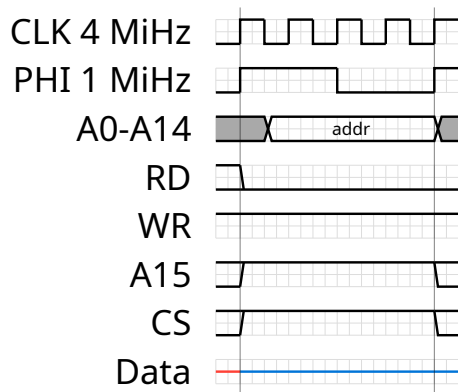 CLK 4 MiHz
PHI 1 MiHz
A0-A14
addr
RD
WR
A15
CS
Data